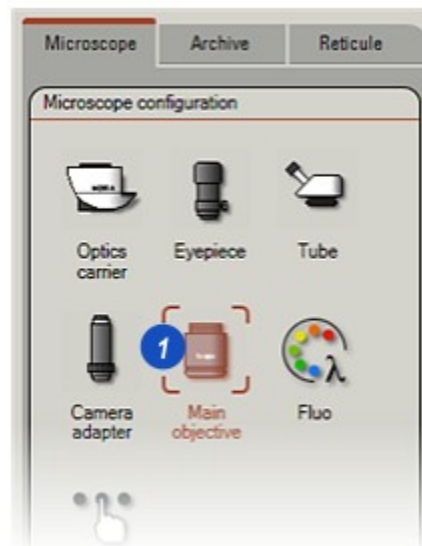 Microscope Archive Reticule
Microscope configuration
Optics carrier
Eyepiece
Tube
1
Camera adapter
Main objective
Fluo